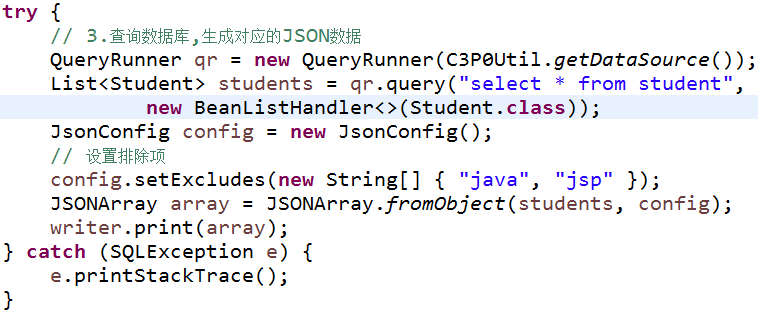 try {
// 3.查询数据库,生成对应的JSON数据
QueryRunner qr = new QueryRunner(C3P0Util.getDataSource());
List<Student> students = qr.query("select * from student",
new BeanListHandler<>(Student.class));
JsonConfig config = new JsonConfig();
// 设置排除项
config.setExcludes(new String[] { "java", "jsp" });
JSONArray array = JSONArray.fromObject(students, config);
writer.print(array);
} catch (SQLException e) {
e.printStackTrace();
}